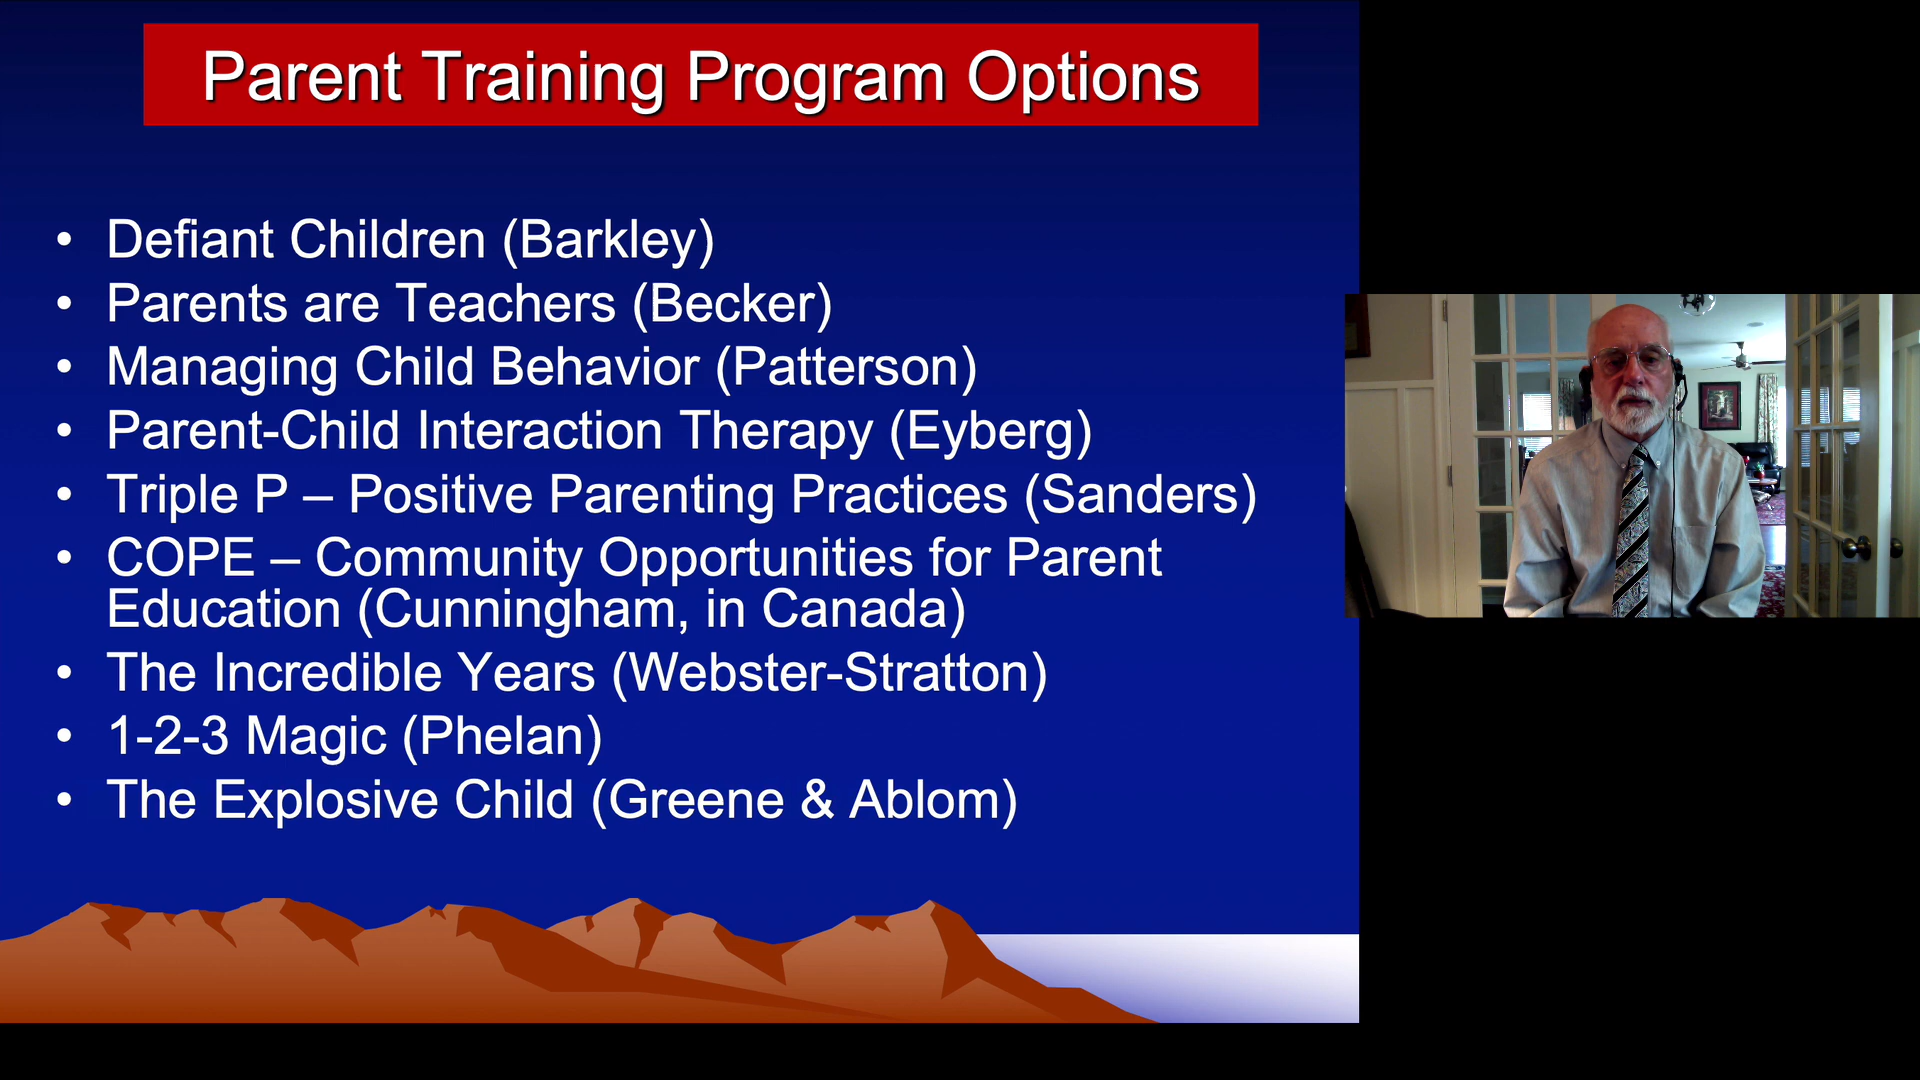 Parent Training Program Options
• Defiant Children (Barkley)
• Parents are Teachers (Becker)
• Managing Child Behavior (Patterson)
• Parent-Child Interaction Therapy (Eyberg)
• Triple P – Positive Parenting Practices (Sanders)
• COPE – Community Opportunities for Parent
Education (Cunningham, in Canada)
• The Incredible Years (Webster-Stratton)
• 1-2-3 Magic (Phelan)
• The Explosive Child (Greene & Ablom)